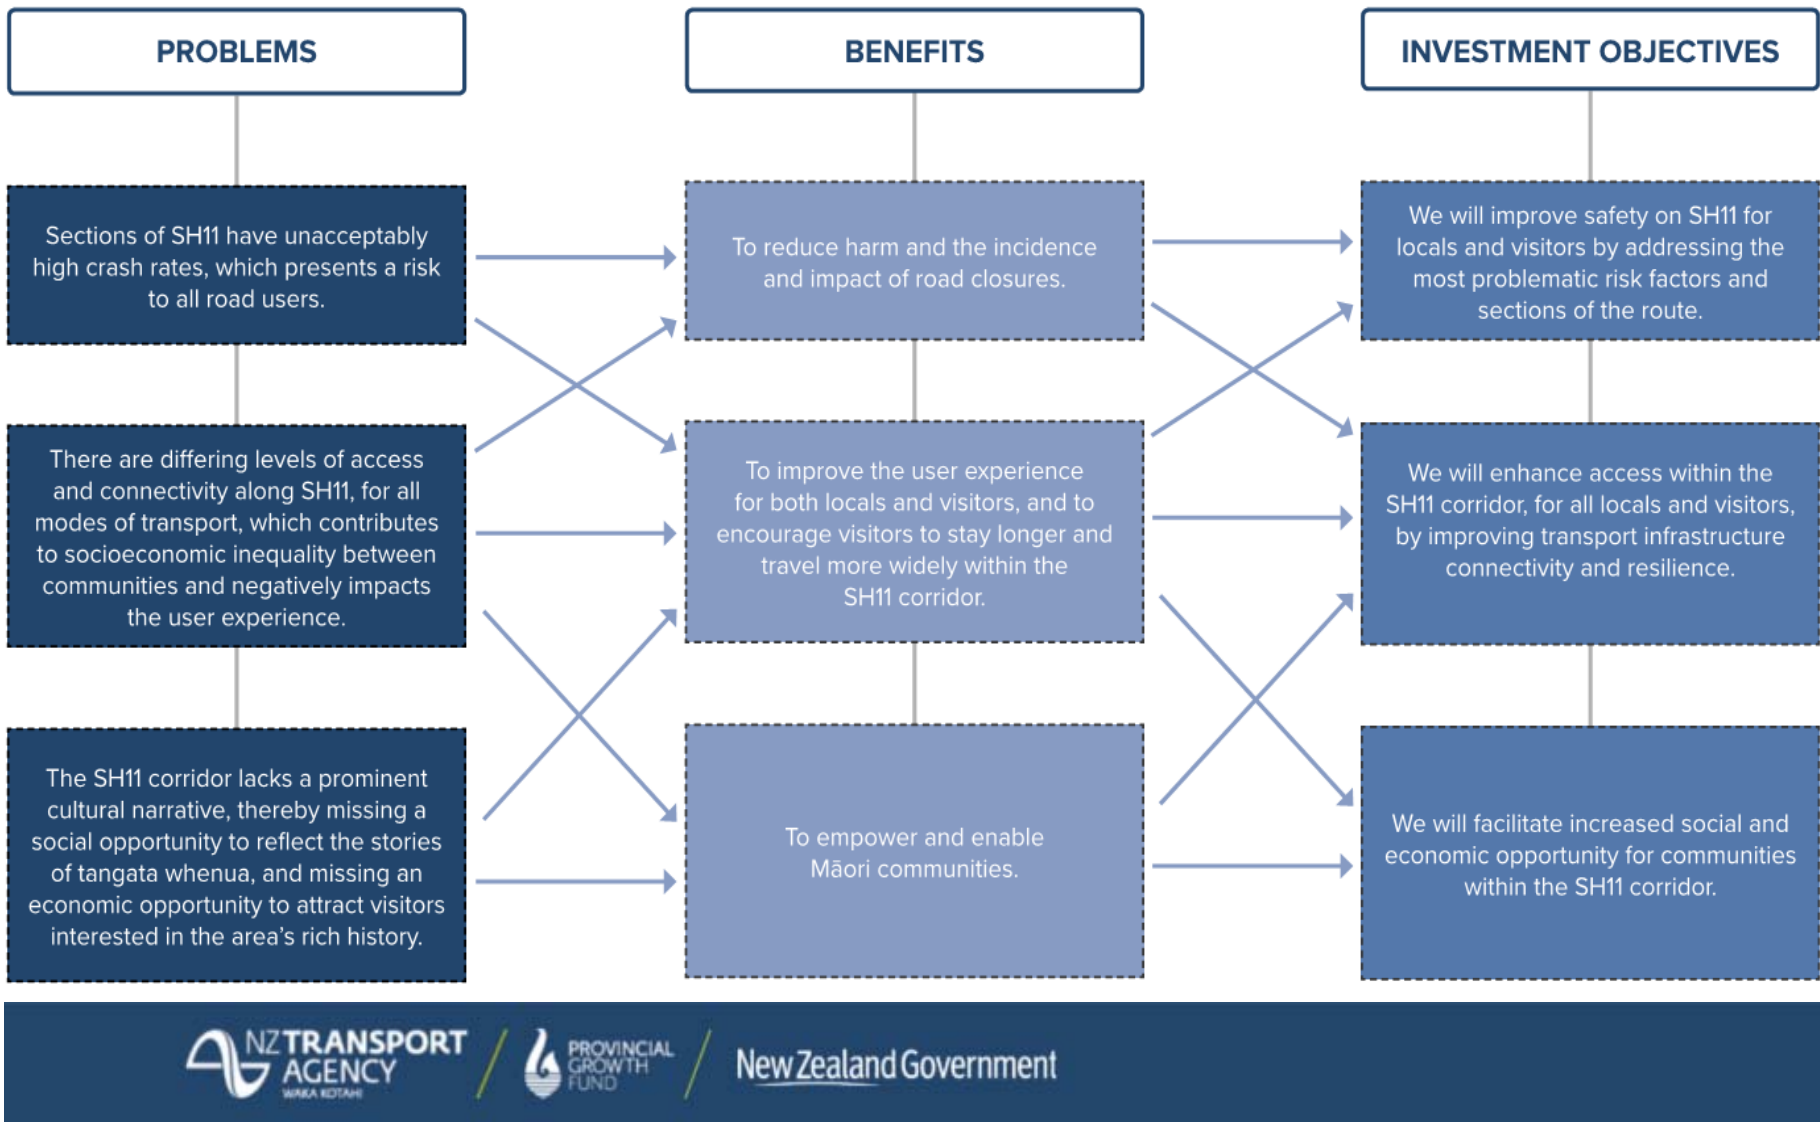 PROBLEMS
Sections of SH11 have unacceptably
high crash rates, which presents a risk
to all road users.
There are differing levels of access
and connectivity along SH11, for all
modes of transport, which contributes
to socioeconomic inequality between
communities and negatively impacts
the user experience.
The SH11 corridor lacks a prominent
cultural narrative, thereby missing a
social opportunity to reflect the stories
of tangata whenua, and missing an
economic opportunity to attract visitors
interested in the area’s rich history.
BENEFITS
To reduce harm and the incidence
and impact of road closures.
To improve the user experience
for both locals and visitors, and to
encourage visitors to stay longer and
travel more widely within the
SH11 corridor.
To empower and enable
Māori communities.
INVESTMENT OBJECTIVES
We will improve safety on SH11 for
locals and visitors by addressing the
most problematic risk factors and
sections of the route.
We will enhance access within the
SH11 corridor, for all locals and visitors,
by improving transport infrastructure
connectivity and resilience.
We will facilitate increased social and
economic opportunity for communities
within the SH11 corridor.
NZTRANSPORT
AGENCY
WAKA KOTAHI
PROVINCIAL
GROWTH
FUND
New Zealand Government